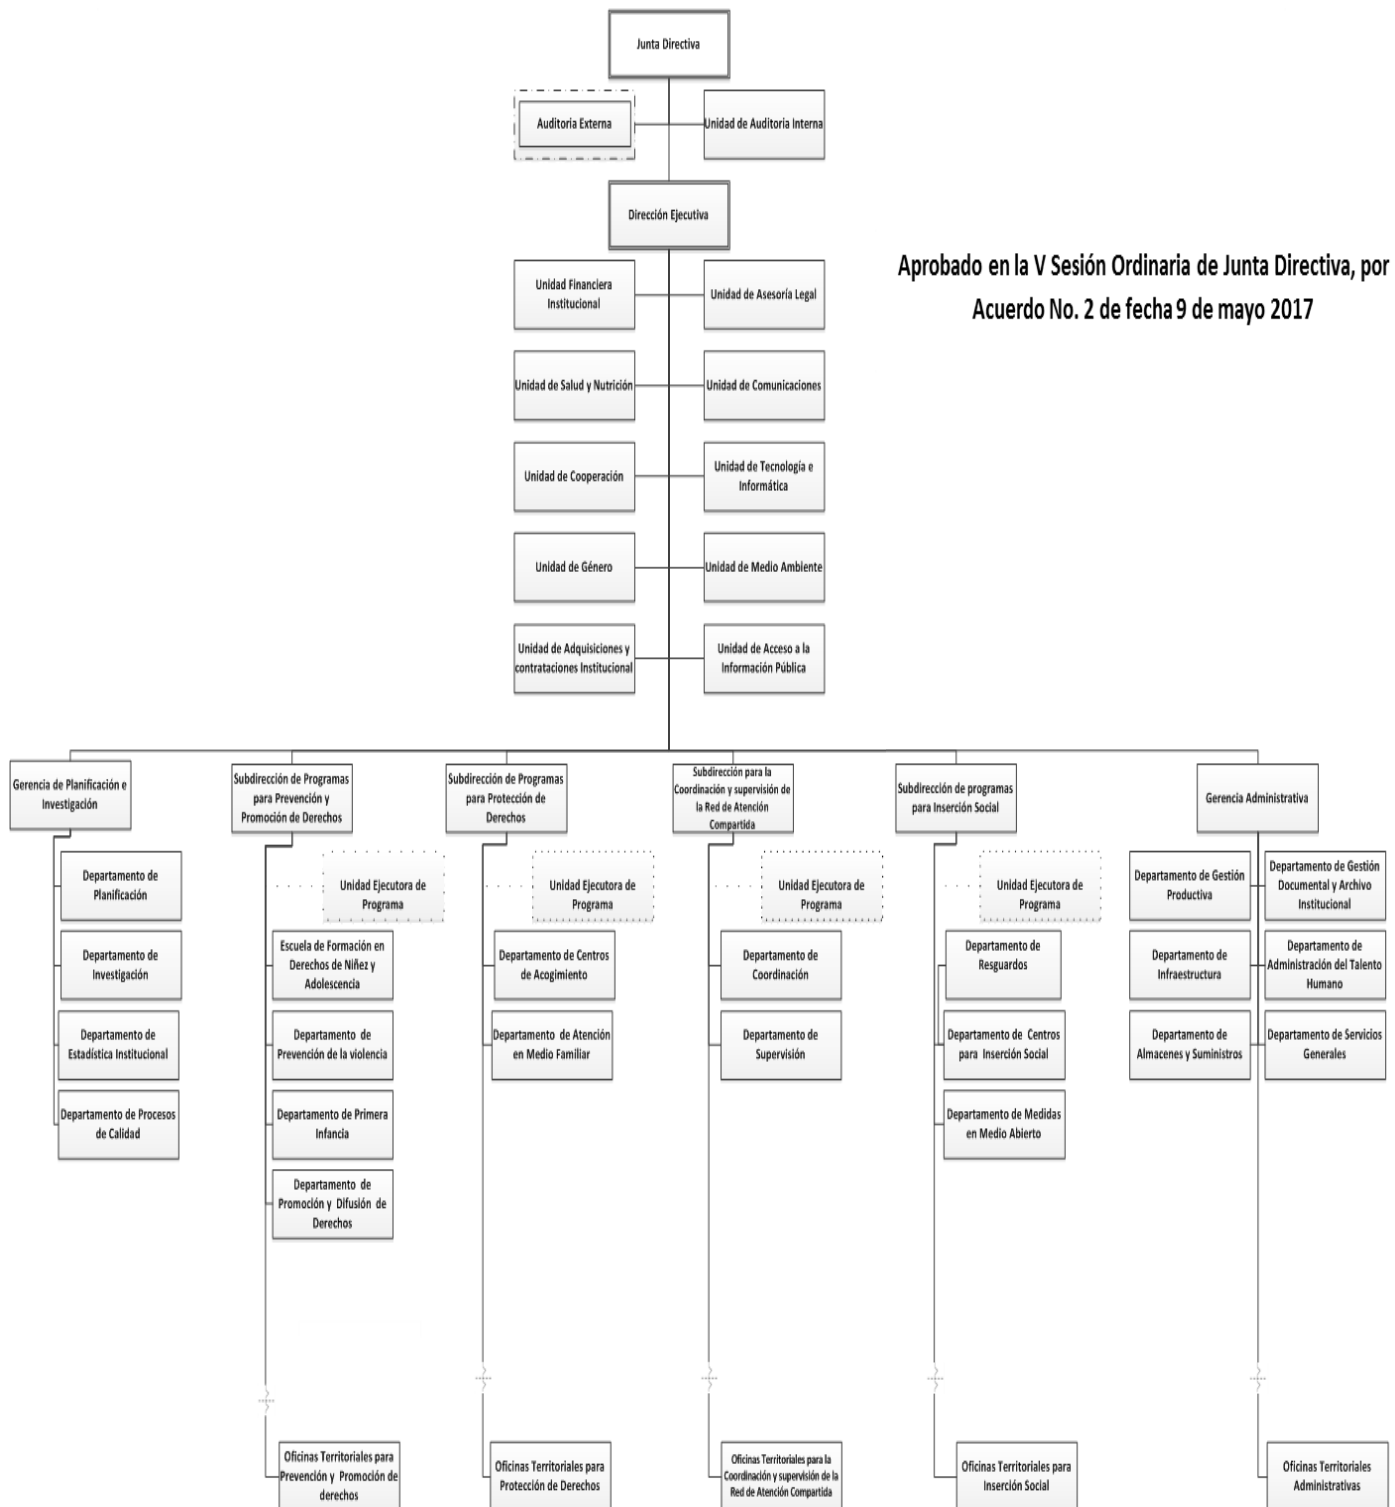 Junta Directiva
Auditoria Externa
Unidad de Auditoria Interna
Dirección Ejecutiva
Aprobado en la V Sesión Ordinaria de Junta Directiva, por
Acuerdo No. 2 de fecha 9 de mayo 2017
Unidad Financiera
Institucional
Unidad de Asesoría Legal
Unidad de Salud y Nutrición
Unidad de Comunicaciones
Unidad de Cooperación
Unidad de Tecnología e
Informática
Unidad de Género
Unidad de Medio Ambiente
Unidad de Adquisiciones y
contrataciones Institucional
Unidad de Acceso a la
Información Pública
Gerencia de Planificación e
Investigación
Departamento de
Planificación
Departamento de
Investigación
Departamento de
Estadística Institucional
Departamento de Procesos
de Calidad
Subdirección de Programas
para Prevención y
Promoción de Derechos
Unidad Ejecutora de
Programa
Escuela de Formación en
Derechos de Niñez y
Adolescencia
Departamento de
Prevención de la violencia
Departamento de Primera
Infancia
Departamento de
Promoción y Difusión de
Derechos
Oficinas Territoriales para
Prevención y Promoción de
derechos
Subdirección de Programas
para Protección de
Derechos
Unidad Ejecutora de
Programa
Departamento de Centros
de Acogimiento
Departamento de Atención
en Medio Familiar
Oficinas Territoriales para
Protección de Derechos
Subdirección para la
Coordinación y supervisión de
la Red de Atención
Compartida
Unidad Ejecutora de
Programa
Departamento de
Coordinación
Departamento de
Supervisión
Oficinas Territoriales para la
Coordinación y supervisión de la
Red de Atención Compartida
Subdirección de programas
para Inserción Social
Unidad Ejecutora de
Programa
Departamento de
Resguardos
Departamento de Centros
para Inserción Social
Departamento de Medidas
en Medio Abierto
Oficinas Territoriales para
Inserción Social
Gerencia Administrativa
Departamento de Gestión
Productiva
Departamento de Gestión
Documental y Archivo
Institucional
Departamento de
Infraestructura
Departamento de
Administración del Talento
Humano
Departamento de
Almacenes y Suministros
Departamento de Servicios
Generales
Oficinas Territoriales
Administrativas